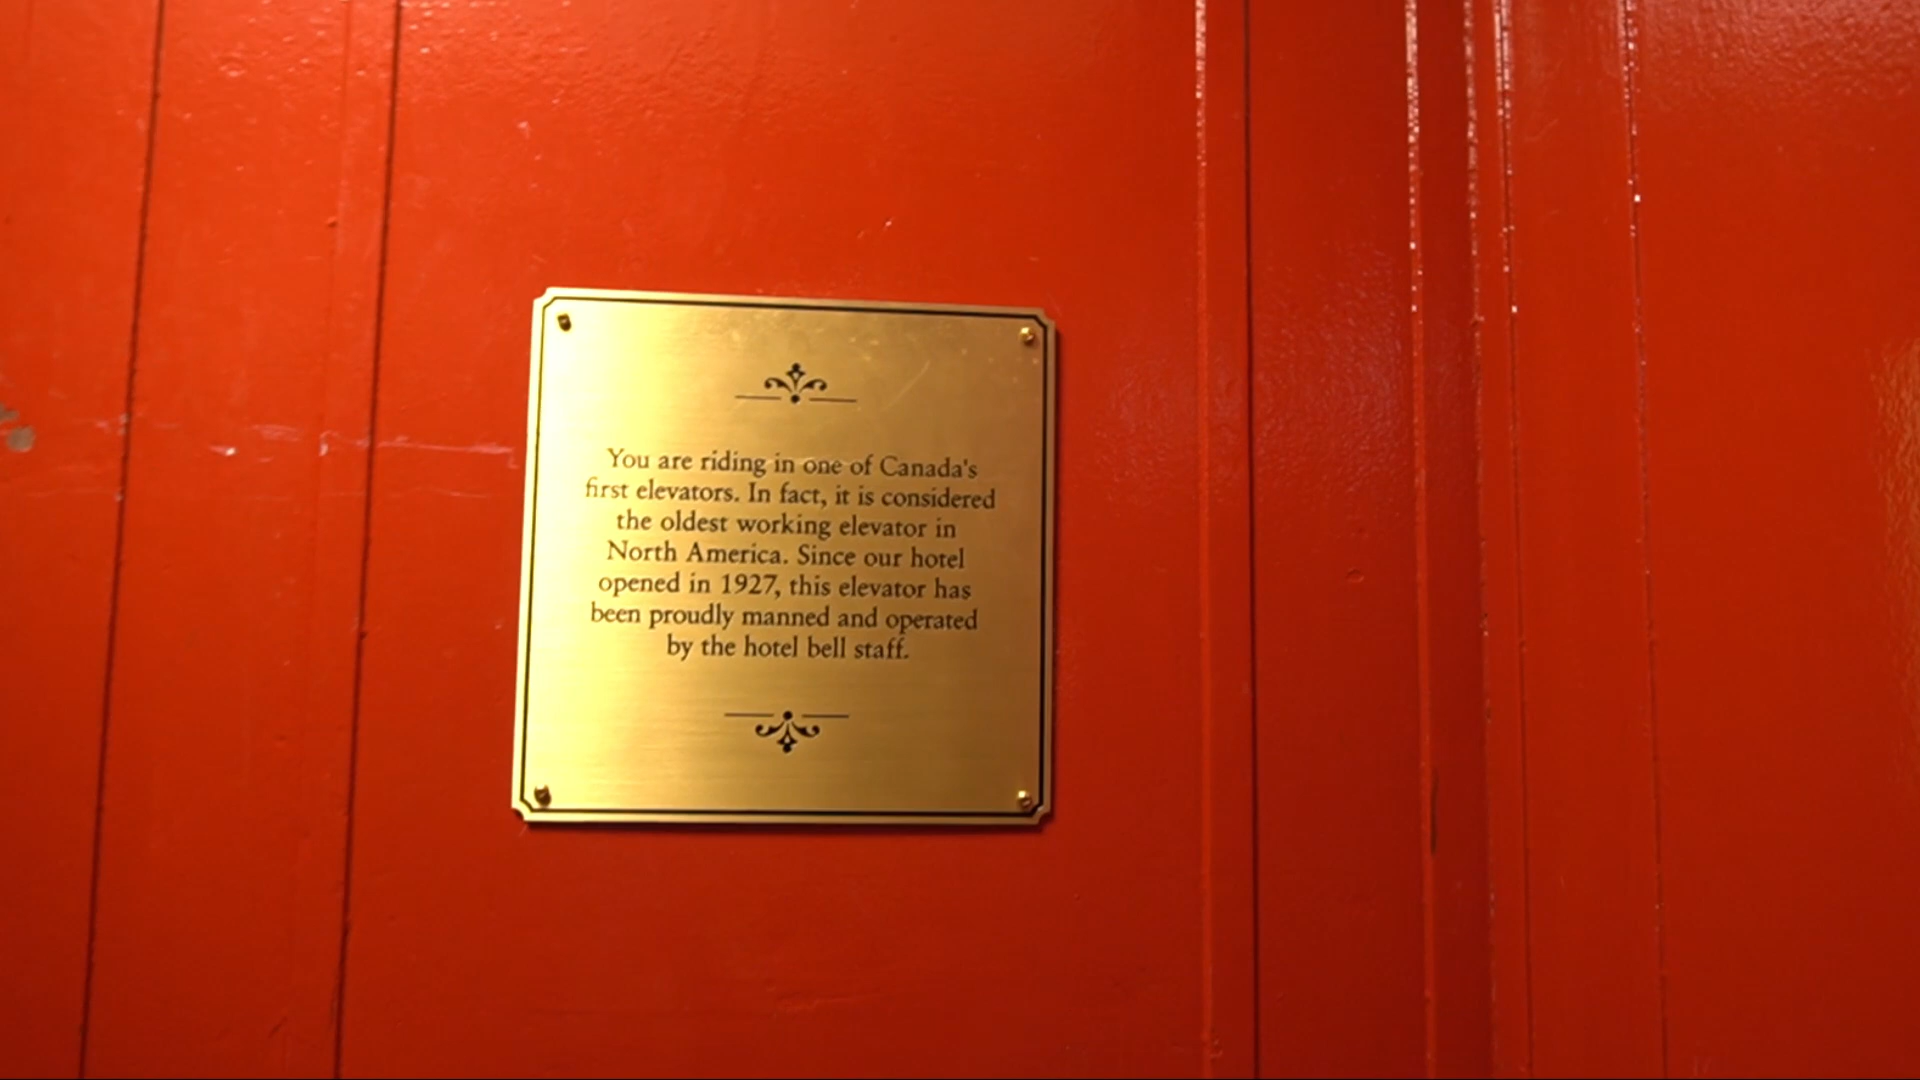 You are riding in one of Canada's
first elevators. In fact, it is considered
the oldest working elevator in
North America. Since our hotel
opened in 1927, this elevator has
been proudly manned and operated
by the hotel bell staff.